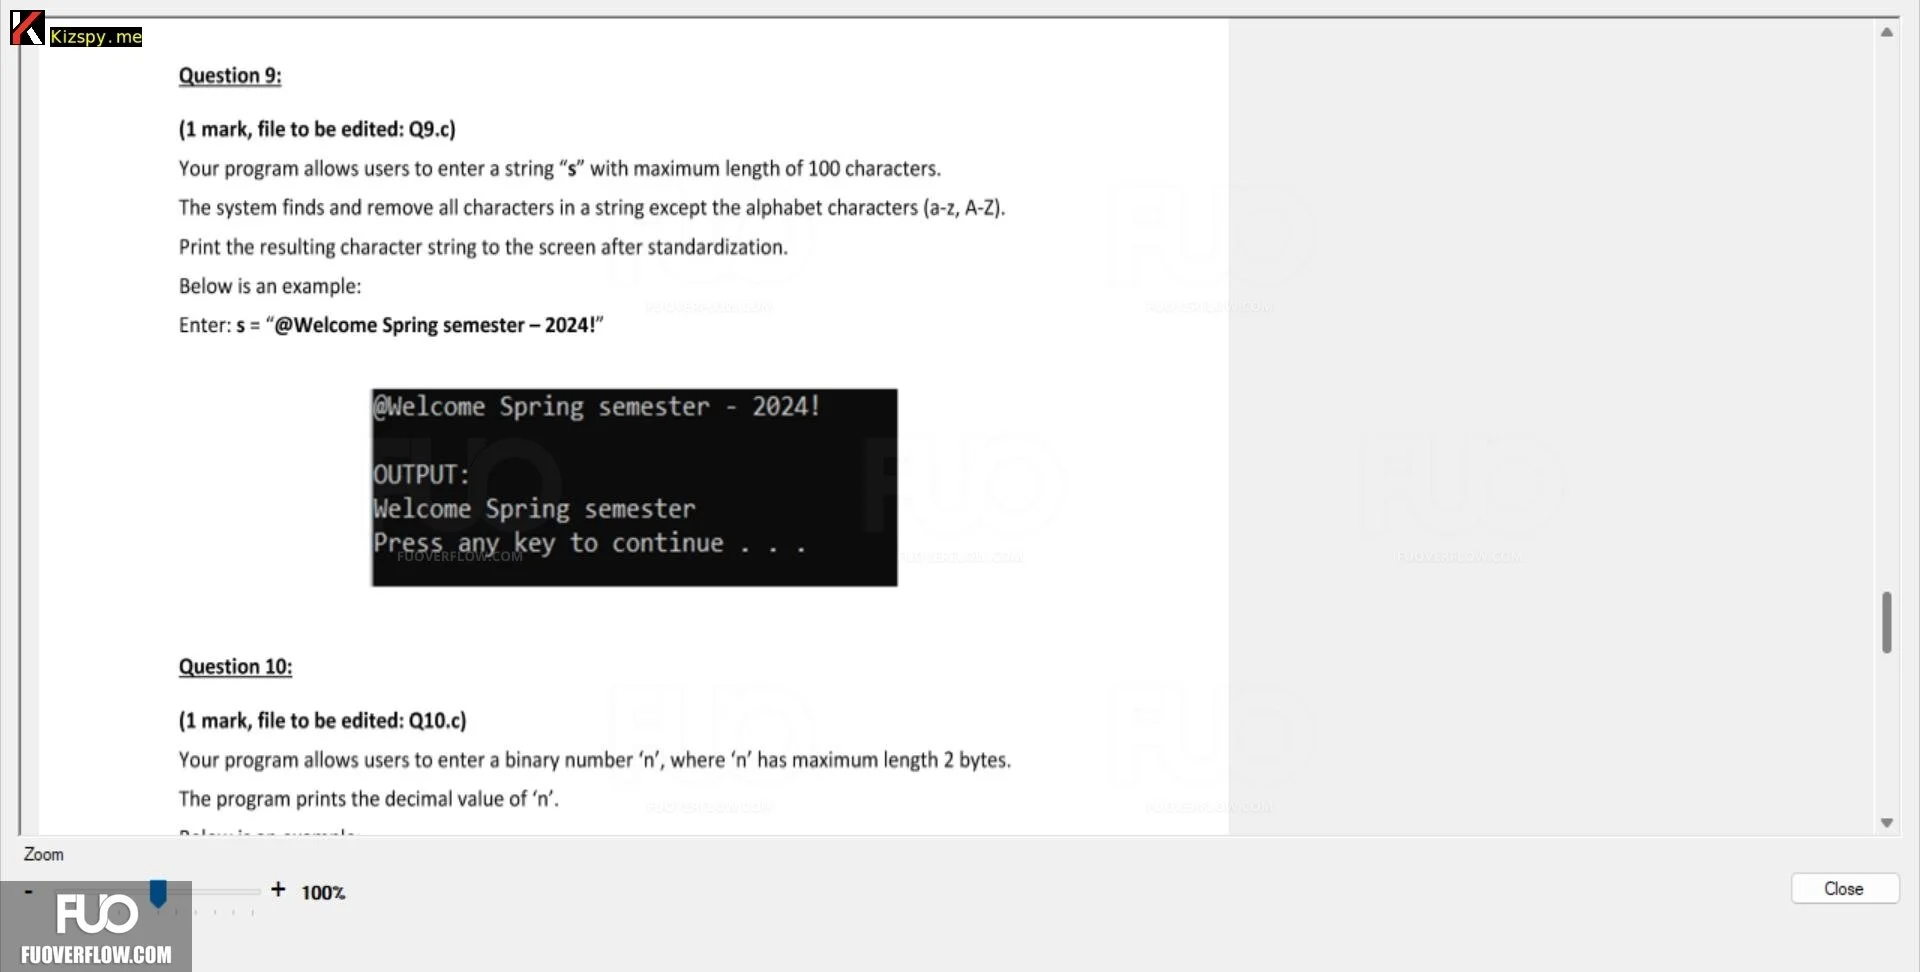 Kizspy.me
Question 9:
(1 mark, file to be edited: Q9.c)
Your program allows users to enter a string “s” with maximum length of 100 characters.
The system finds and remove all characters in a string except the alphabet characters (a-z, A-Z).
Print the resulting character string to the screen after standardization.
Below is an example:
Enter: s = “@Welcome Spring semester – 2024!”
@Welcome Spring semester - 2024!
OUTPUT:
Welcome Spring semester
Press any key to continue . . .
FUOVERFLOW.COM
Question 10:
(1 mark, file to be edited: Q10.c)
Your program allows users to enter a binary number ‘n’, where ‘n’ has maximum length 2 bytes.
The program prints the decimal value of ‘n’.
Below is an example:
Zoom
- + 100%
Close
FUO
FUOVERFLOW.COM